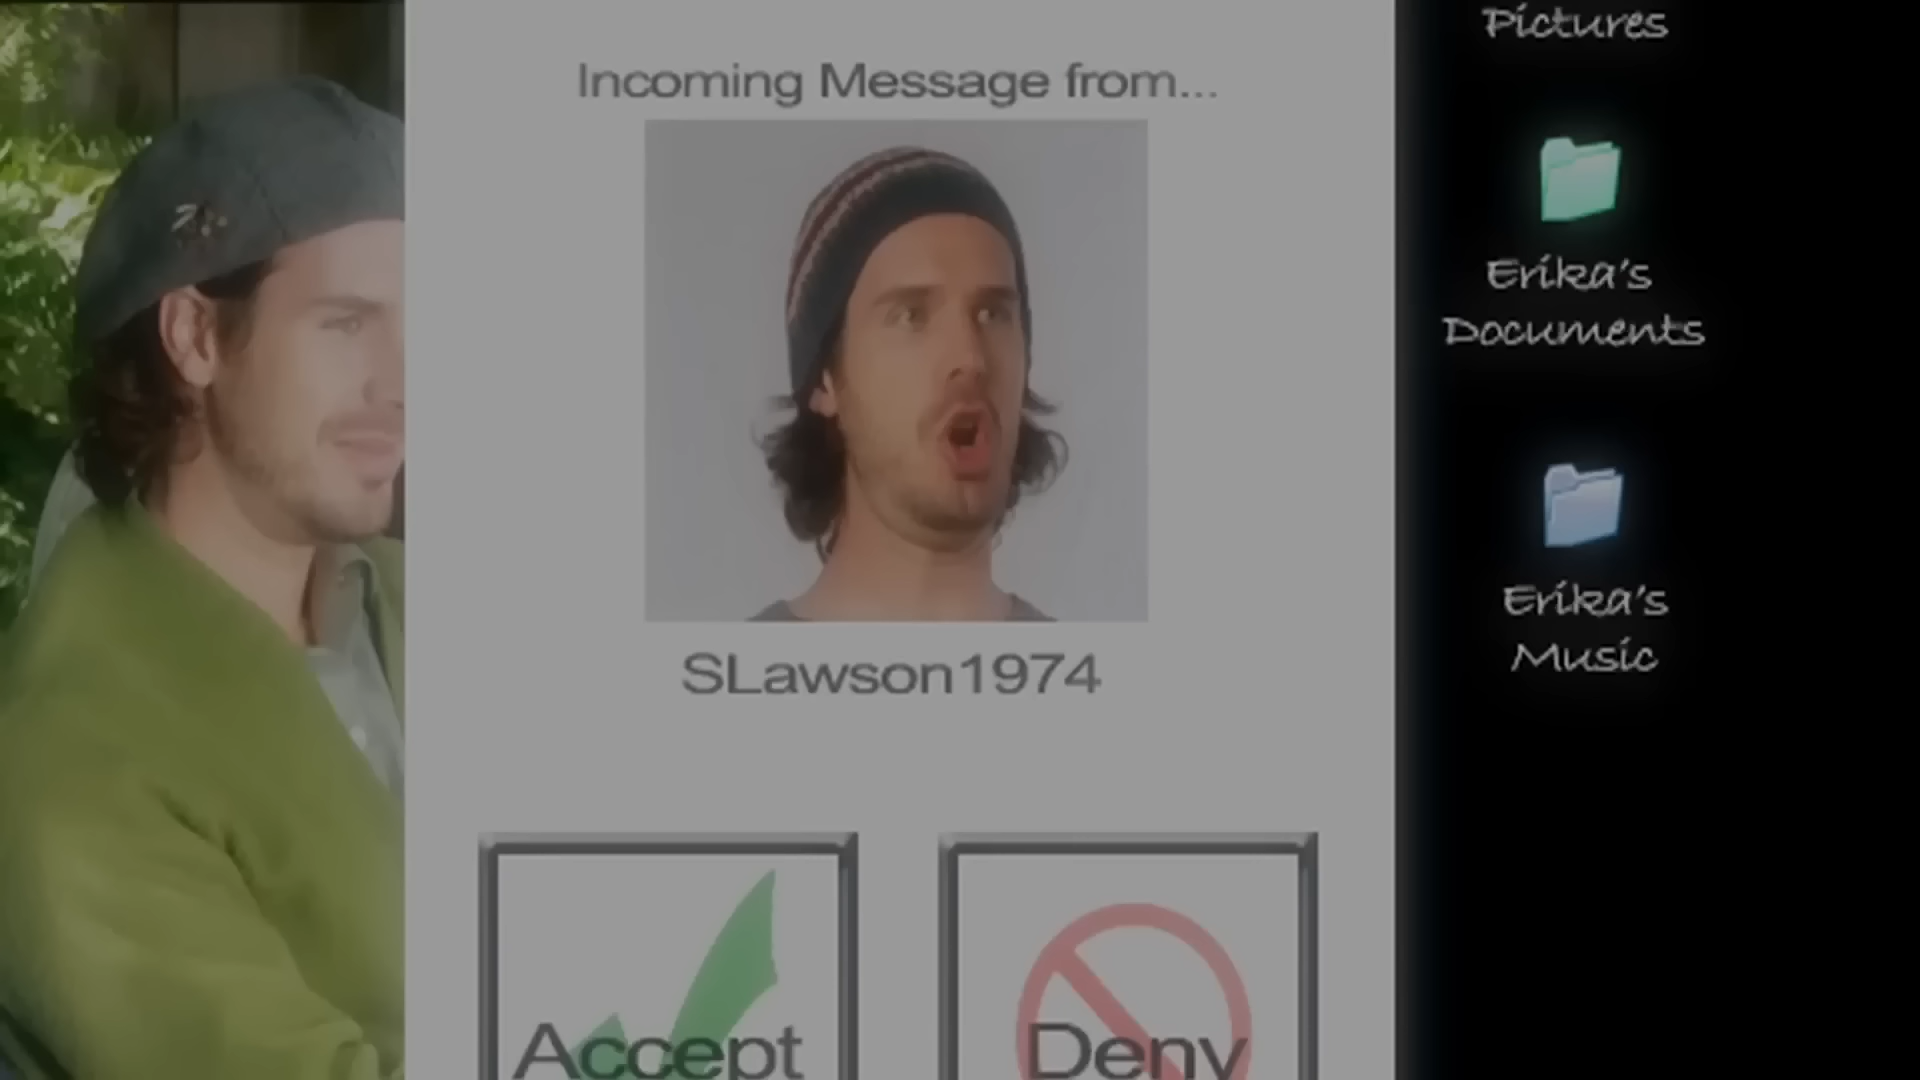 Incoming Message from...
SLawson1974
Accept
Deny
Pictures
Erika's
Documents
Erika's
Music